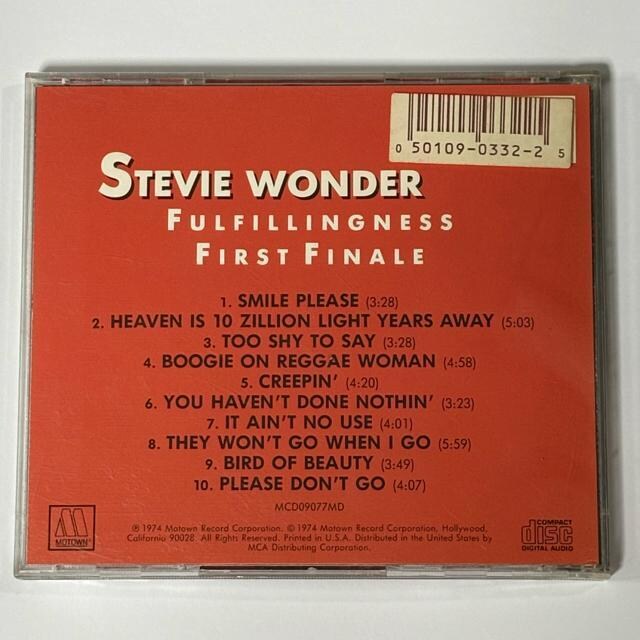 0 50109-0332-2 5
STEVIE WONDER
FULFILLINGNESS
FIRST FINALE
1. SMILE PLEASE (3:28)
2. HEAVEN IS 10 ZILLION LIGHT YEARS AWAY (5:03)
3. TOO SHY TO SAY (3:28)
4. BOOGIE ON REGGAE WOMAN (4:58)
5. CREEPIN' (4:20)
6. YOU HAVEN'T DONE NOTHIN' (3:23)
7. IT AIN'T NO USE (4:01)
8. THEY WON'T GO WHEN I GO (5:59)
9. BIRD OF BEAUTY (3:49)
10. PLEASE DON'T GO (4:07)
MCD09077MD
℗ 1974 Motown Record Corporation. © 1974 Motown Record Corporation, Hollywood,
California 90028. All Rights Reserved. Printed in U.S.A. Distributed in the United States by
MCA Distributing Corporation.
M
MOTOWN®
COMPACT
disc
DIGITAL AUDIO